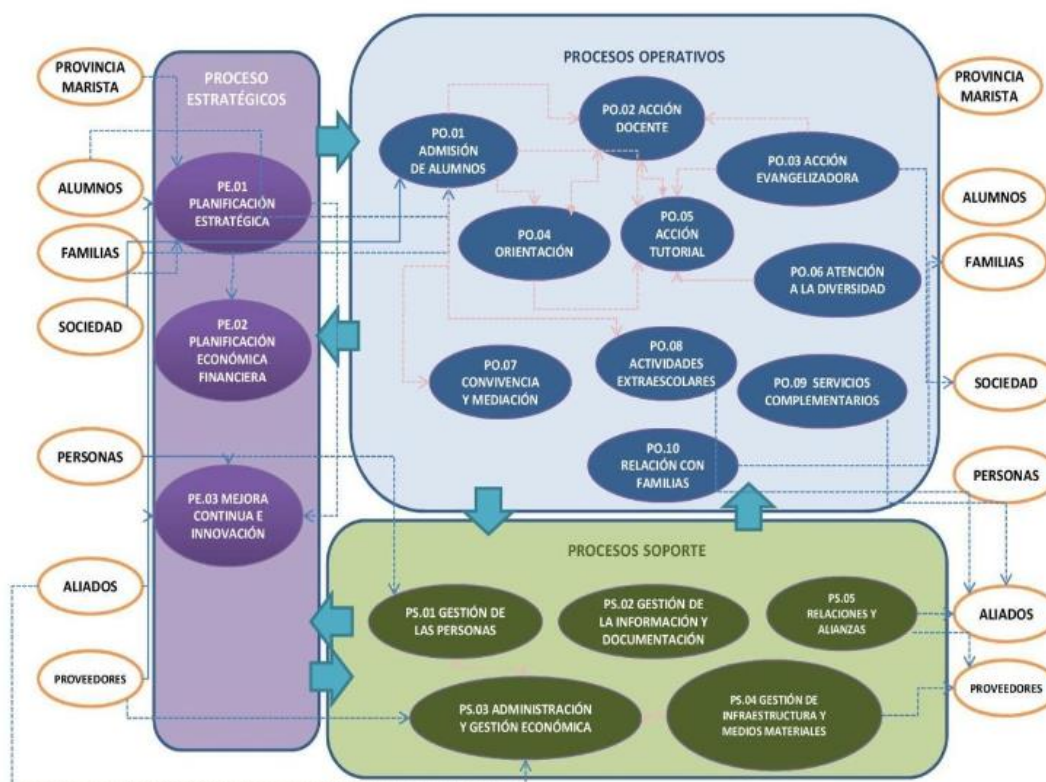 PROVINCIA
MARISTA
ALUMNOS
FAMILIAS
SOCIEDAD
PERSONAS
ALIADOS
PROVEEDORES
PROCESO
ESTRATÉGICOS
PE.01
PLANIFICACIÓN
ESTRATÉGICA
PE.02
PLANIFICACIÓN
ECONÓMICA
FINANCIERA
PE.03 MEJORA
CONTINUA E
INNOVACIÓN
PROCESOS OPERATIVOS
PO.01
ADMISIÓN
DE ALUMNOS
PO.02 ACCIÓN
DOCENTE
PO.03 ACCIÓN
EVANGELIZADORA
PO.04
ORIENTACIÓN
PO.05
ACCIÓN
TUTORIAL
PO.06 ATENCIÓN
A LA DIVERSIDAD
PO.07
CONVIVENCIA
Y MEDIACIÓN
PO.08
ACTIVIDADES
EXTRAESCOLARES
PO.09 SERVICIOS
COMPLEMENTARIOS
PO.10
RELACIÓN CON
FAMILIAS
PROCESOS SOPORTE
PS.01 GESTIÓN DE
LAS PERSONAS
PS.02 GESTIÓN DE
LA INFORMACIÓN Y
DOCUMENTACIÓN
PS.05
RELACIONES Y
ALIANZAS
PS.03 ADMINISTRACIÓN
Y GESTIÓN ECONÓMICA
PS.04 GESTIÓN DE
INFRAESTRUCTURA Y
MEDIOS MATERIALES
PROVINCIA
MARISTA
ALUMNOS
FAMILIAS
SOCIEDAD
PERSONAS
ALIADOS
PROVEEDORES